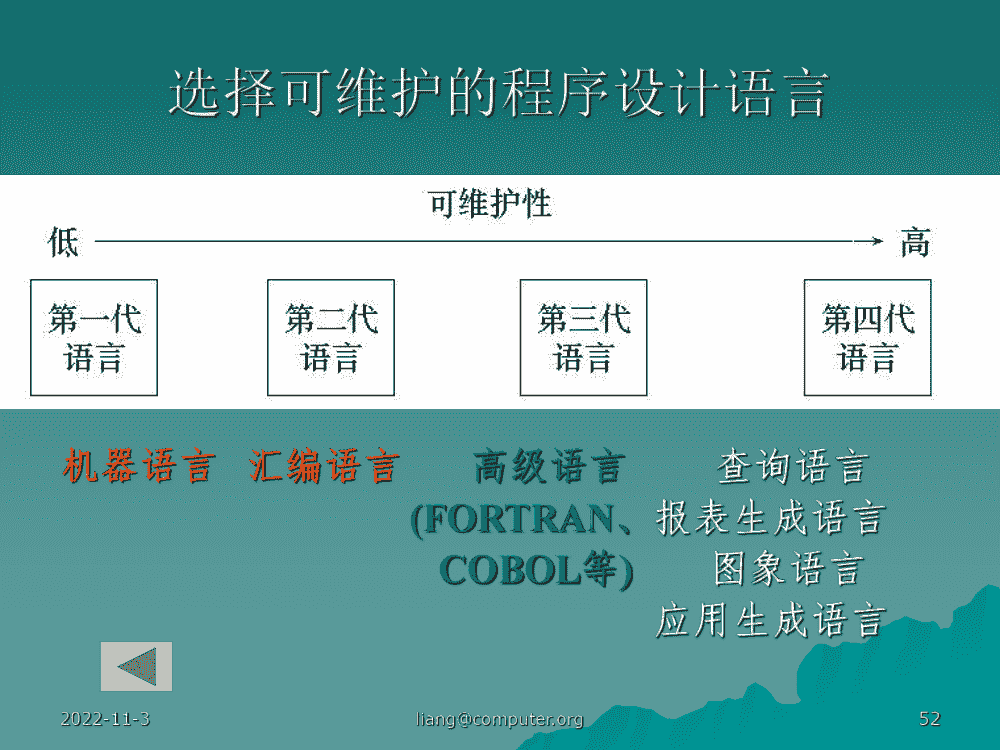 选择可维护的程序设计语言
可维护性
低
高
第一代
语言
第二代
语言
第三代
语言
第四代
语言
机器语言
汇编语言
高级语言
(FORTRAN、
COBOL等)
查询语言
报表生成语言
图象语言
应用生成语言
2022-11-3
liang@computer.org
52